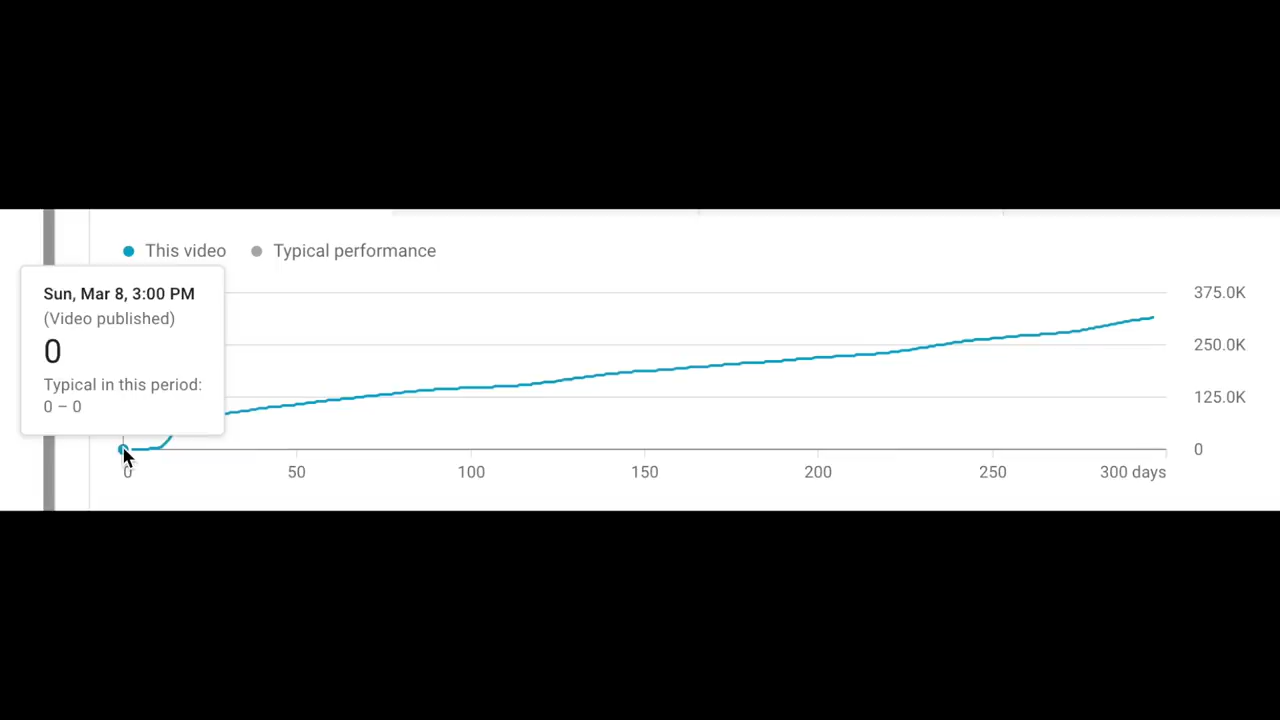 This video Typical performance
Sun, Mar 8, 3:00 PM
(Video published)
0
Typical in this period:
0 – 0
375.0K
250.0K
125.0K
0
0 50 100 150 200 250 300 days